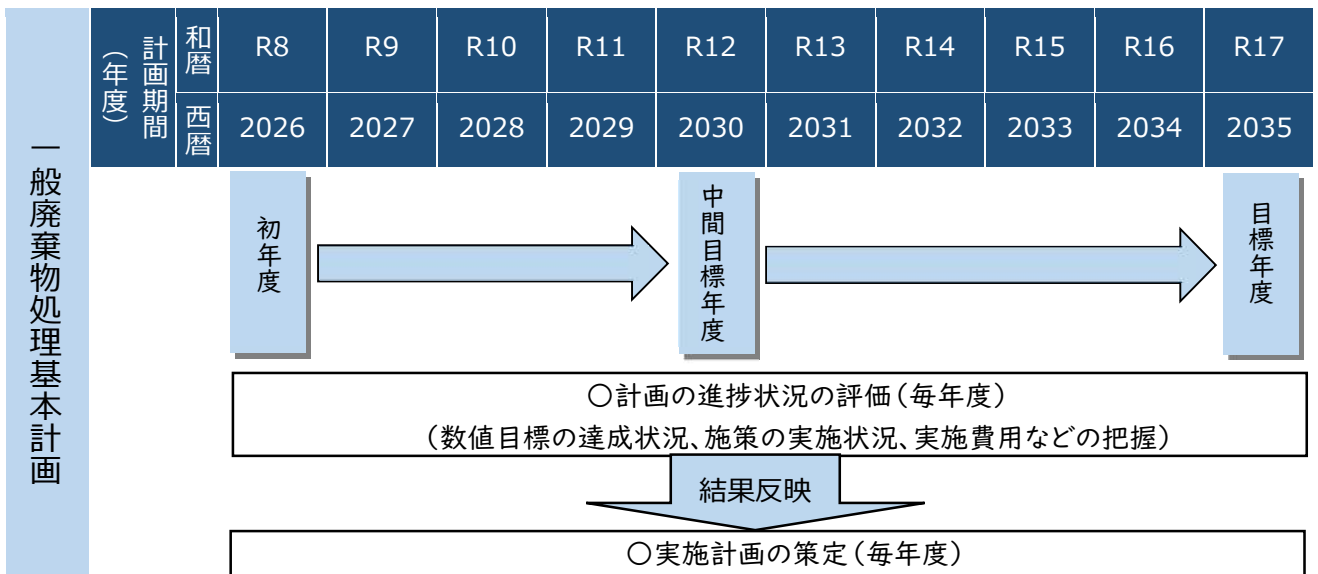 一般廃棄物処理基本計画
計画期間
（年度）
和暦
R8 R9 R10 R11 R12 R13 R14 R15 R16 R17
西暦
2026 2027 2028 2029 2030 2031 2032 2033 2034 2035
初年度
中間目標年度
目標年度
〇計画の進捗状況の評価（毎年度）
（数値目標の達成状況、施策の実施状況、実施費用などの把握）
結果反映
〇実施計画の策定（毎年度）